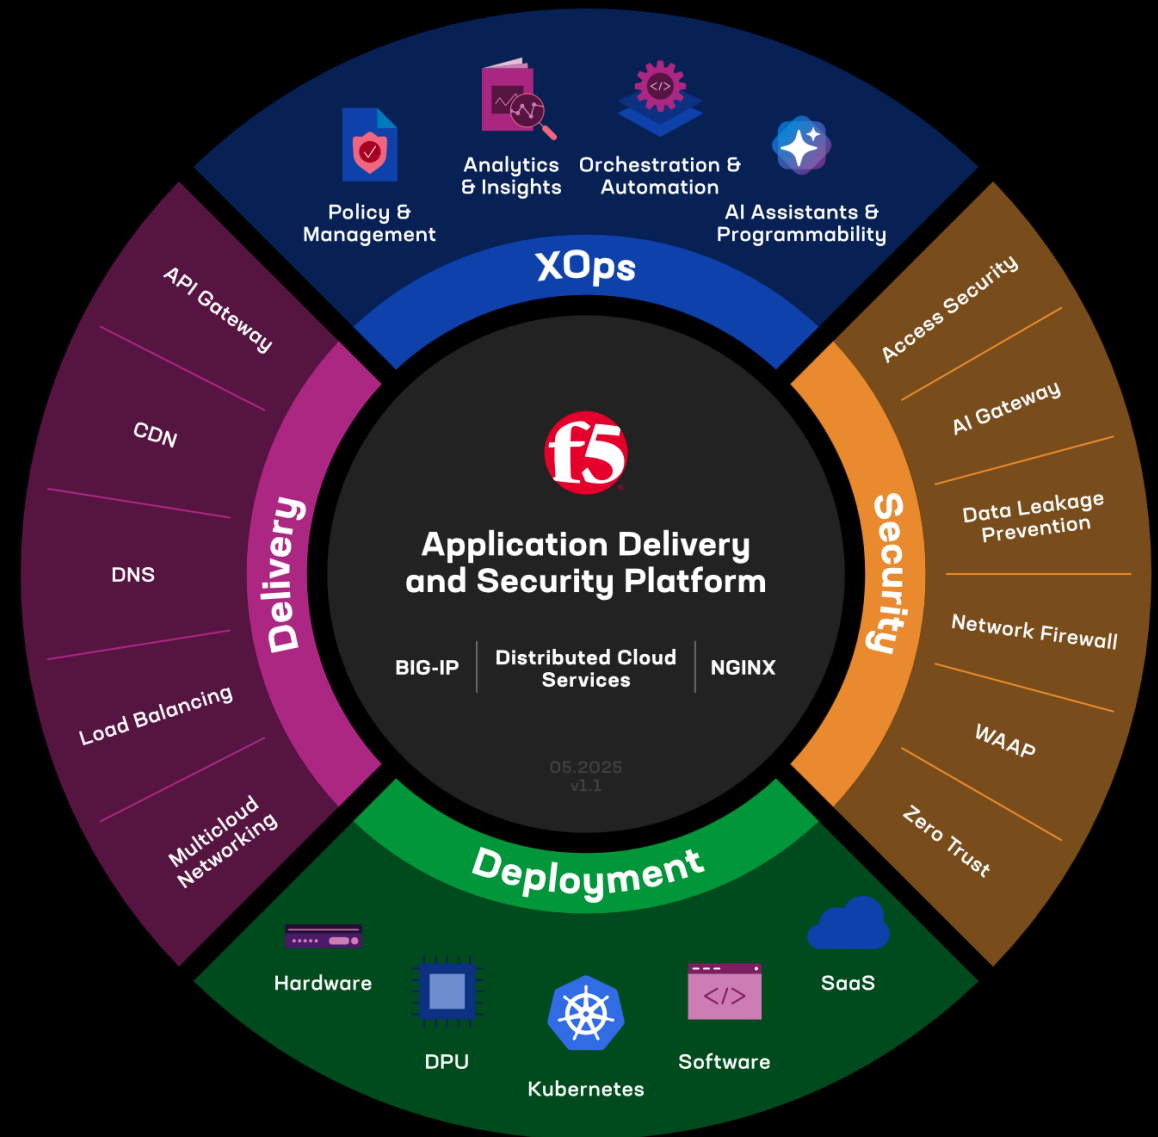 Policy &
Management
Analytics
& Insights
Orchestration &
Automation
AI Assistants &
Programmability
XOps
API Gateway
CDN
DNS
Load Balancing
Multicloud
Networking
Delivery
f5
Application Delivery
and Security Platform
BIG-IP
Distributed Cloud
Services
NGINX
05.2025
v1.1
Security
Access Security
AI Gateway
Data Leakage
Prevention
Network Firewall
WAAP
Zero Trust
Deployment
Hardware
DPU
Kubernetes
</>
Software
SaaS